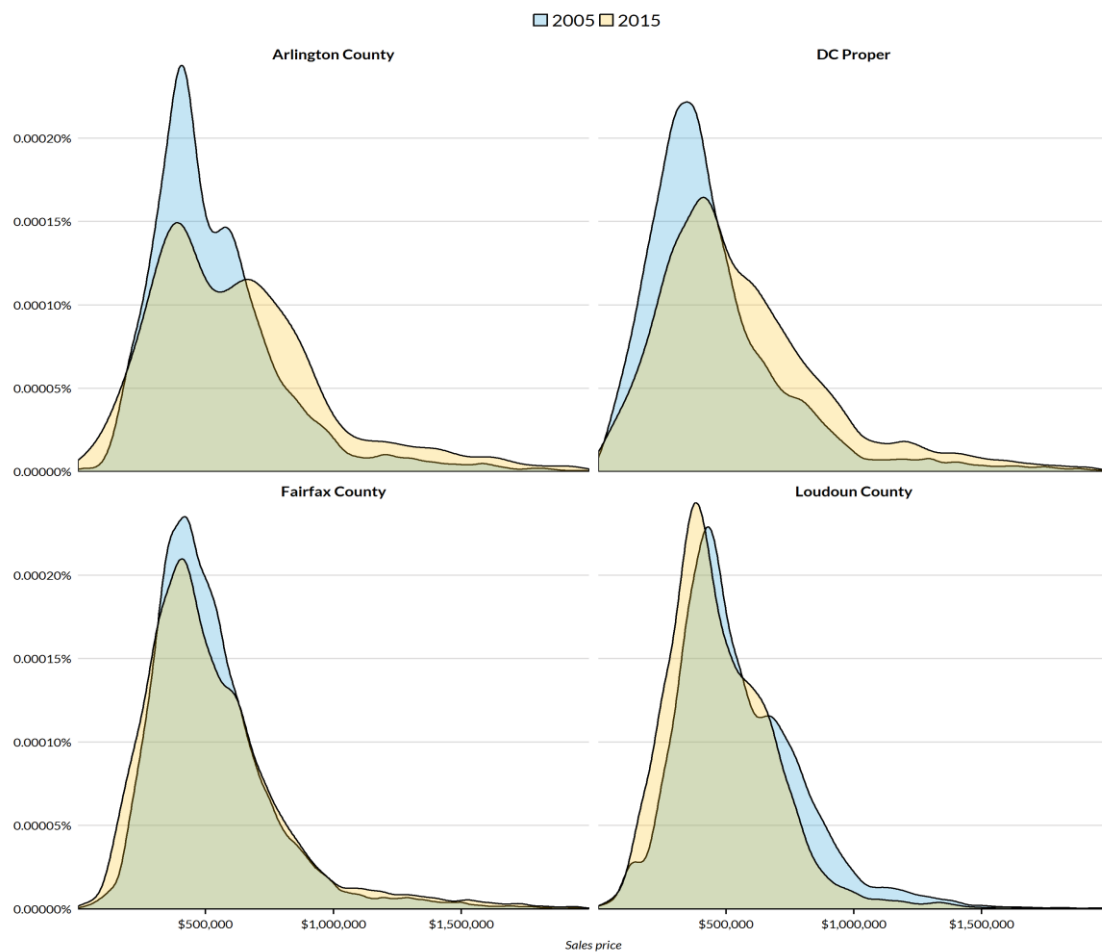 2005 2015
Arlington County
DC Proper
0.00020%
0.00015%
0.00010%
0.00005%
0.00000%
Fairfax County
Loudoun County
0.00020%
0.00015%
0.00010%
0.00005%
0.00000%
$500,000 $1,000,000 $1,500,000
$500,000 $1,000,000 $1,500,000
Sales price